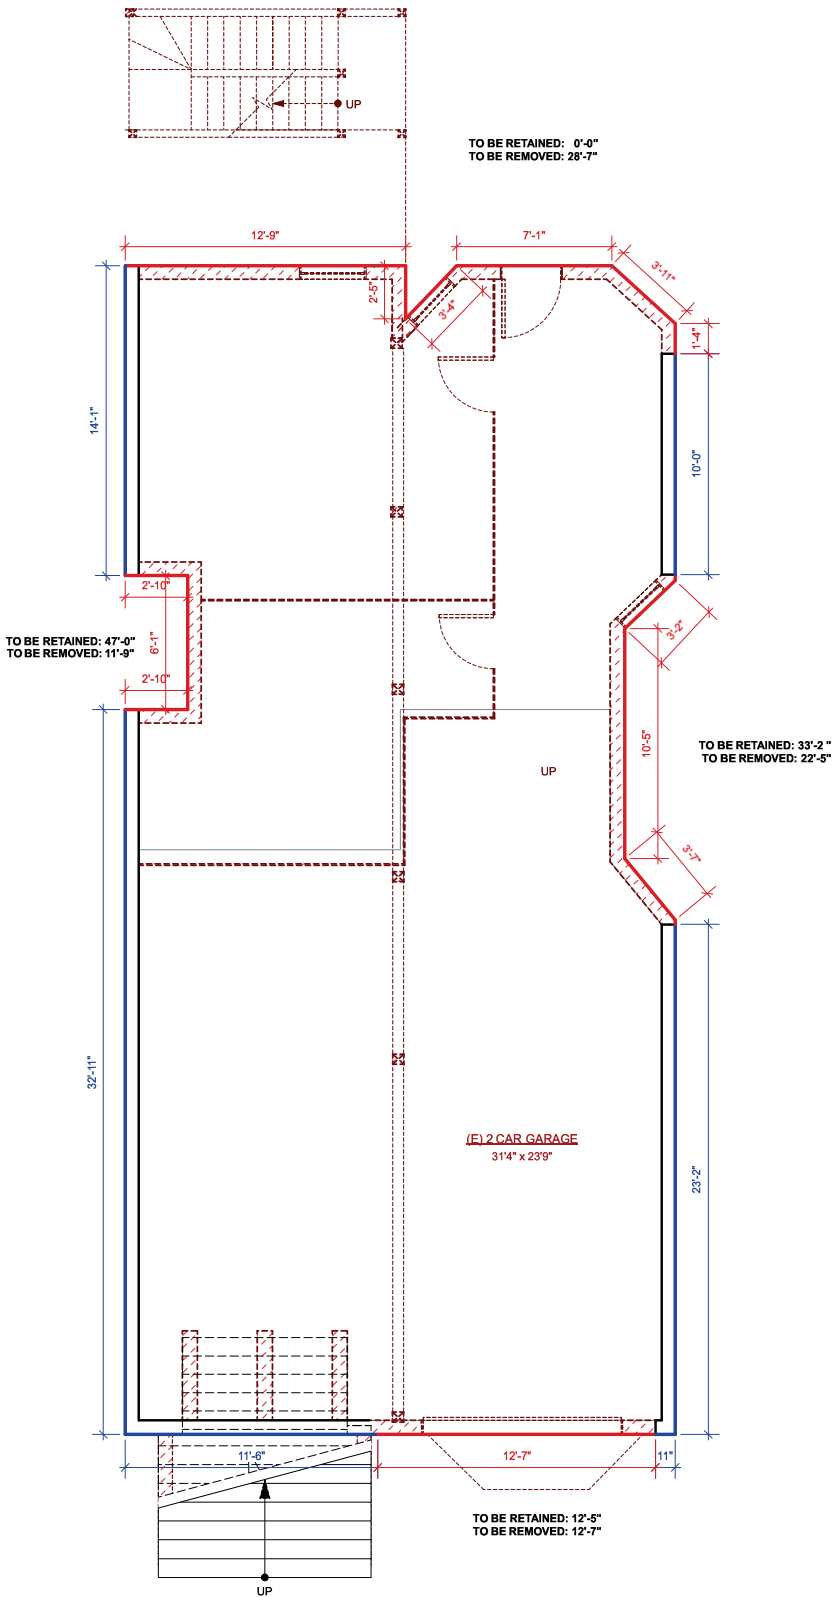 UP
TO BE RETAINED: 0'-0"
TO BE REMOVED: 28'-7"
12'-9"
7'-1"
3'-11"
2'-5"
3'-4"
1'-4"
14'-1"
10'-0"
2'-10"
6'-1"
3'-2"
TO BE RETAINED: 47'-0"
TO BE REMOVED: 11'-9"
2'-10"
10'-5"
TO BE RETAINED: 33'-2 "
TO BE REMOVED: 22'-5"
UP
3'-7"
32'-11"
(E) 2 CAR GARAGE
31'4" x 23'9"
23'-2"
11'-6"
12'-7"
11"
TO BE RETAINED: 12'-5"
TO BE REMOVED: 12'-7"
UP